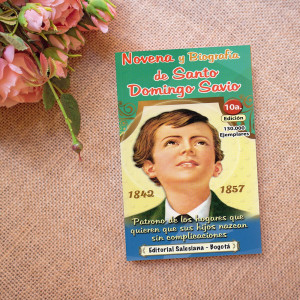 Novena y Biografía
de Santo
Domingo Savio
10a.
Edición
130.000
Ejemplares
1842
1857
Patrono de los hogares que
quieren que sus hijos nazcan
sin complicaciones
Editorial Salesiana - Bogotá